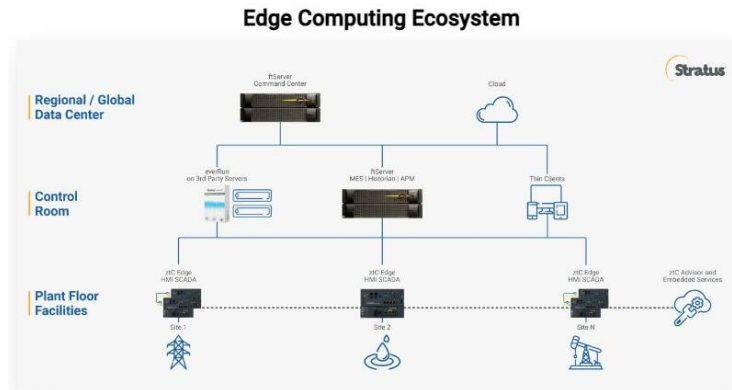 Edge Computing Ecosystem
Stratus
Regional / Global
Data Center
ftServer
Command Center
Cloud
Control
Room
everRun
on 3rd Party Servers
ftServer
MES | Historian | APM
Thin Clients
Plant Floor
Facilities
ztC Edge
HMI SCADA
Site 1
ztC Edge
HMI SCADA
Site 2
ztC Edge
HMI SCADA
Site N
ztC Advisor and
Embedded Services